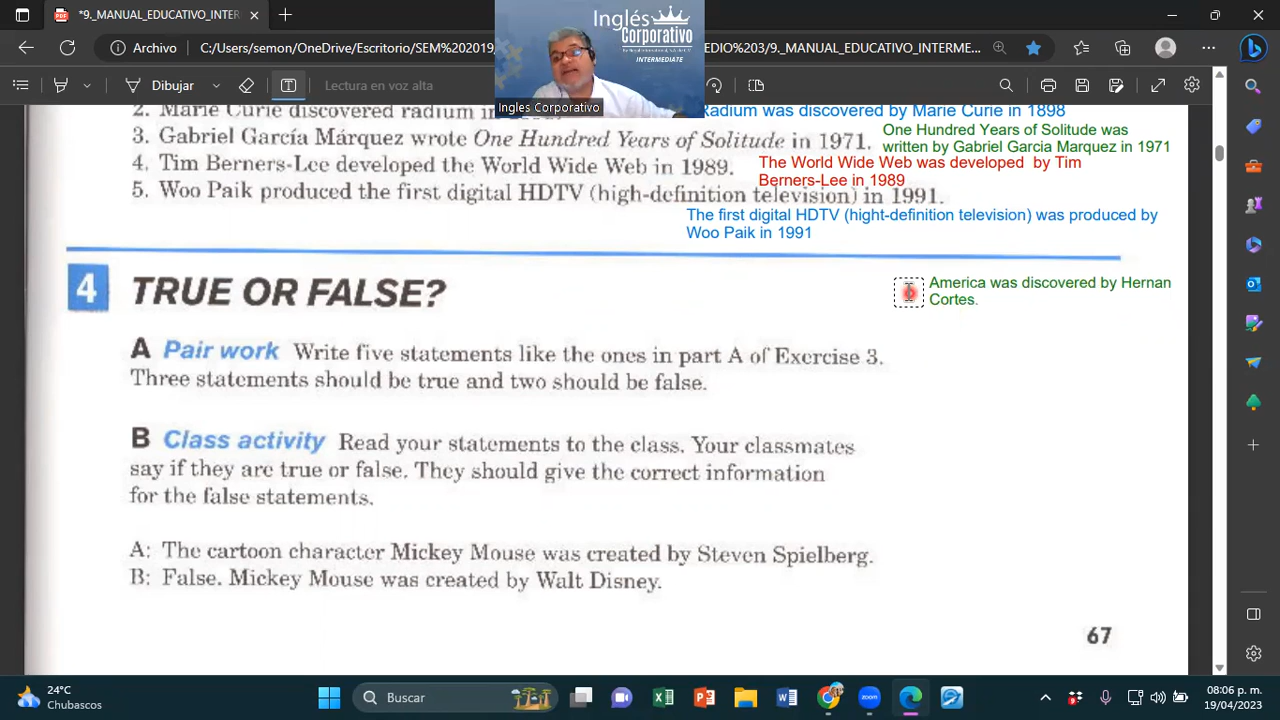 *9_MANUAL_EDUCATIVO_INTERMED
Archivo
C:/Users/semon/OneDrive/Escritorio/SEM%202019
EDIO%203/9._MANUAL_EDUCATIVO_INTERME...
Dibujar
Lectura en voz alta
Inglés
Corporativo
INTERMEDIATE
Ingles Corporativo
2. Marie Curie discovered radium in
Radium was discovered by Marie Curie in 1898
3. Gabriel García Márquez wrote One Hundred Years of Solitude in 1971.
One Hundred Years of Solitude was
written by Gabriel Garcia Marquez in 1971
4. Tim Berners-Lee developed the World Wide Web in 1989.
The World Wide Web was developed by Tim
Berners-Lee in 1989
5. Woo Paik produced the first digital HDTV (high-definition television) in 1991.
The first digital HDTV (hight-definition television) was produced by
Woo Paik in 1991
4 TRUE OR FALSE?
America was discovered by Hernan
Cortes.
A Pair work Write five statements like the ones in part A of Exercise 3.
Three statements should be true and two should be false.
B Class activity Read your statements to the class. Your classmates
say if they are true or false. They should give the correct information
for the false statements.
A: The cartoon character Mickey Mouse was created by Steven Spielberg.
B: False. Mickey Mouse was created by Walt Disney.
67
24°C
Chubascos
Buscar
08:06 p. m.
19/04/2023